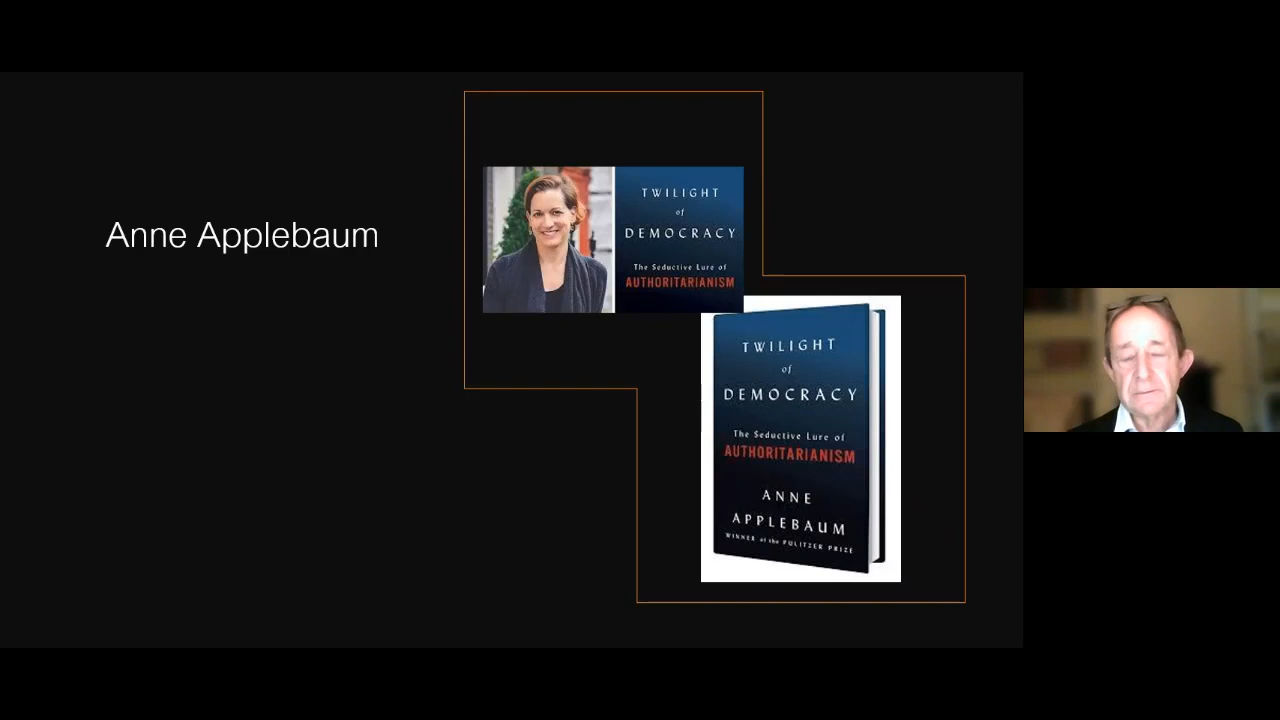 Anne Applebaum
TWILIGHT
of
DEMOCRACY
The Seductive Lure of
AUTHORITARIANISM
TWILIGHT
of
DEMOCRACY
The Seductive Lure of
AUTHORITARIANISM
ANNE
APPLEBAUM
WINNER of the PULITZER PRIZE